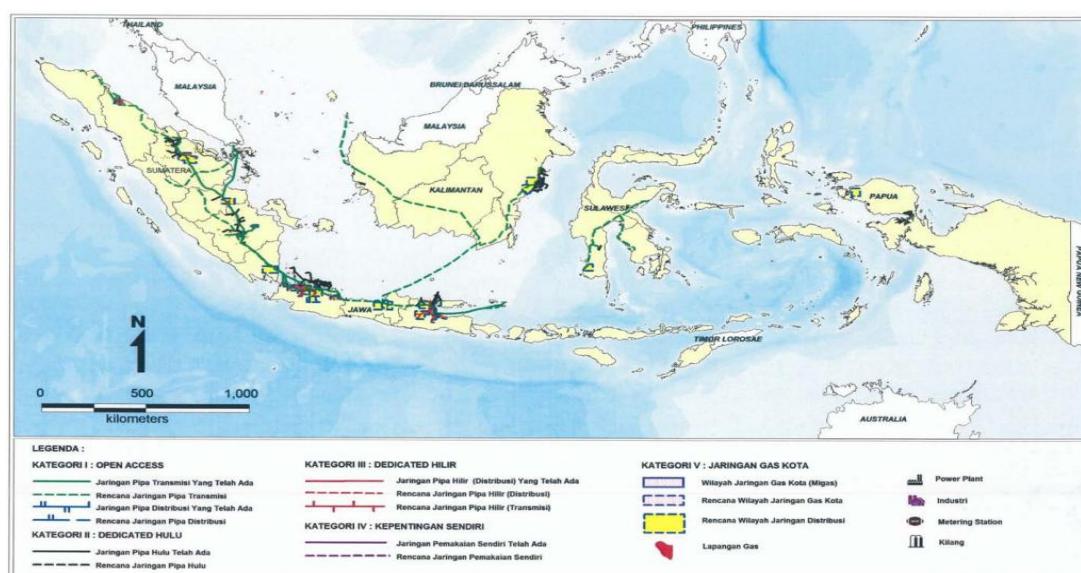 THAILAND
PHILIPPINES
BRUNEI DARUSSALAM
MALAYSIA
MALAYSIA
SUMATERA
KALIMANTAN
SULAWESI
PAPUA
PAPUA NEW GUINEA
JAWA
TIMOR LOROSAE
AUSTRALIA
N
0 500 1,000
kilometers
LEGENDA :
KATEGORI I : OPEN ACCESS
Jaringan Pipa Transmisi Yang Telah Ada
Rencana Jaringan Pipa Transmisi
Jaringan Pipa Distribusi Yang Telah Ada
Rencana Jaringan Pipa Distribusi
KATEGORI II : DEDICATED HULU
Jaringan Pipa Hulu Telah Ada
Rencana Jaringan Pipa Hulu
KATEGORI III : DEDICATED HILIR
Jaringan Pipa Hilir (Distribusi) Yang Telah Ada
Rencana Jaringan Pipa Hilir (Distribusi)
Rencana Jaringan Pipa Hilir (Transmisi)
KATEGORI IV : KEPENTINGAN SENDIRI
Jaringan Pemakaian Sendiri Telah Ada
Rencana Jaringan Pemakaian Sendiri
KATEGORI V : JARINGAN GAS KOTA
Wilayah Jaringan Gas Kota (Migas)
Rencana Wilayah Jaringan Gas Kota
Rencana Wilayah Jaringan Distribusi
Lapangan Gas
Power Plant
Industri
Metering Station
Kilang